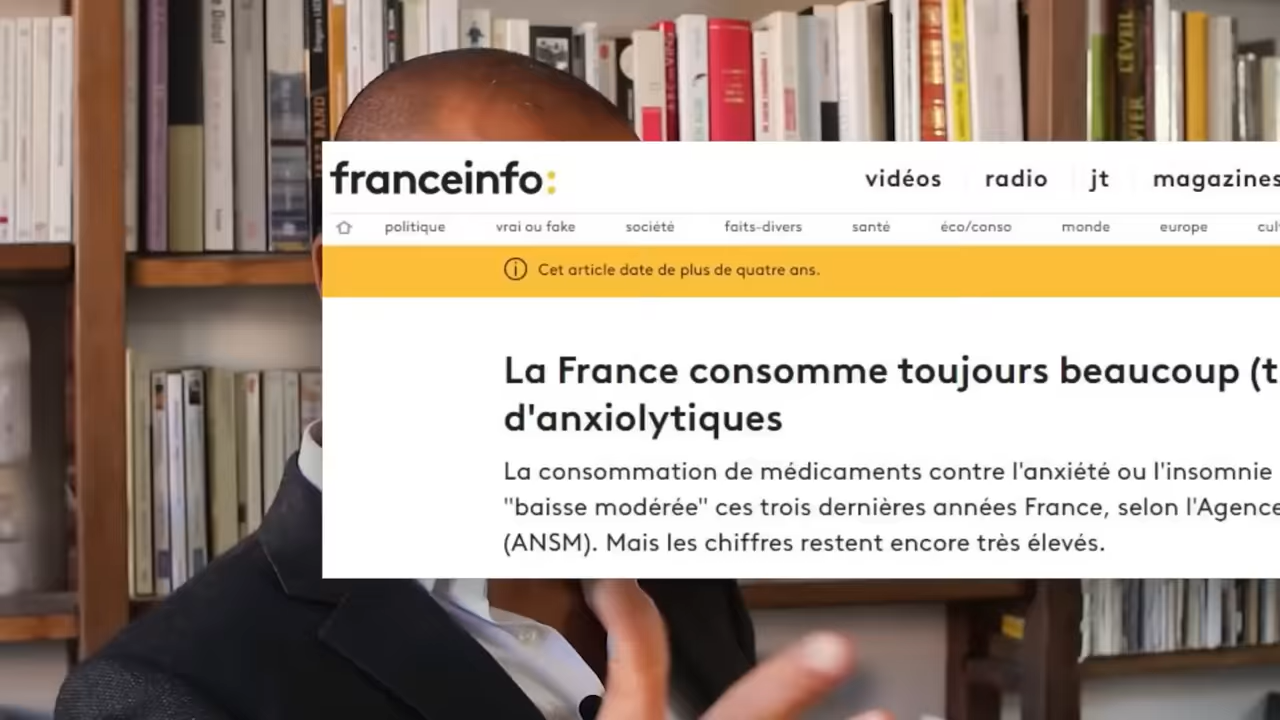 franceinfo:
vidéos radio jt magazines
politique vrai ou fake société faits-divers santé éco/conso monde europe
Cet article date de plus de quatre ans.
La France consomme toujours beaucoup
d'anxiolytiques
La consommation de médicaments contre l'anxiété ou l'insomnie
"baisse modérée" ces trois dernières années France, selon l'Agence
(ANSM). Mais les chiffres restent encore très élevés.
BAND
L'ÉVEIL